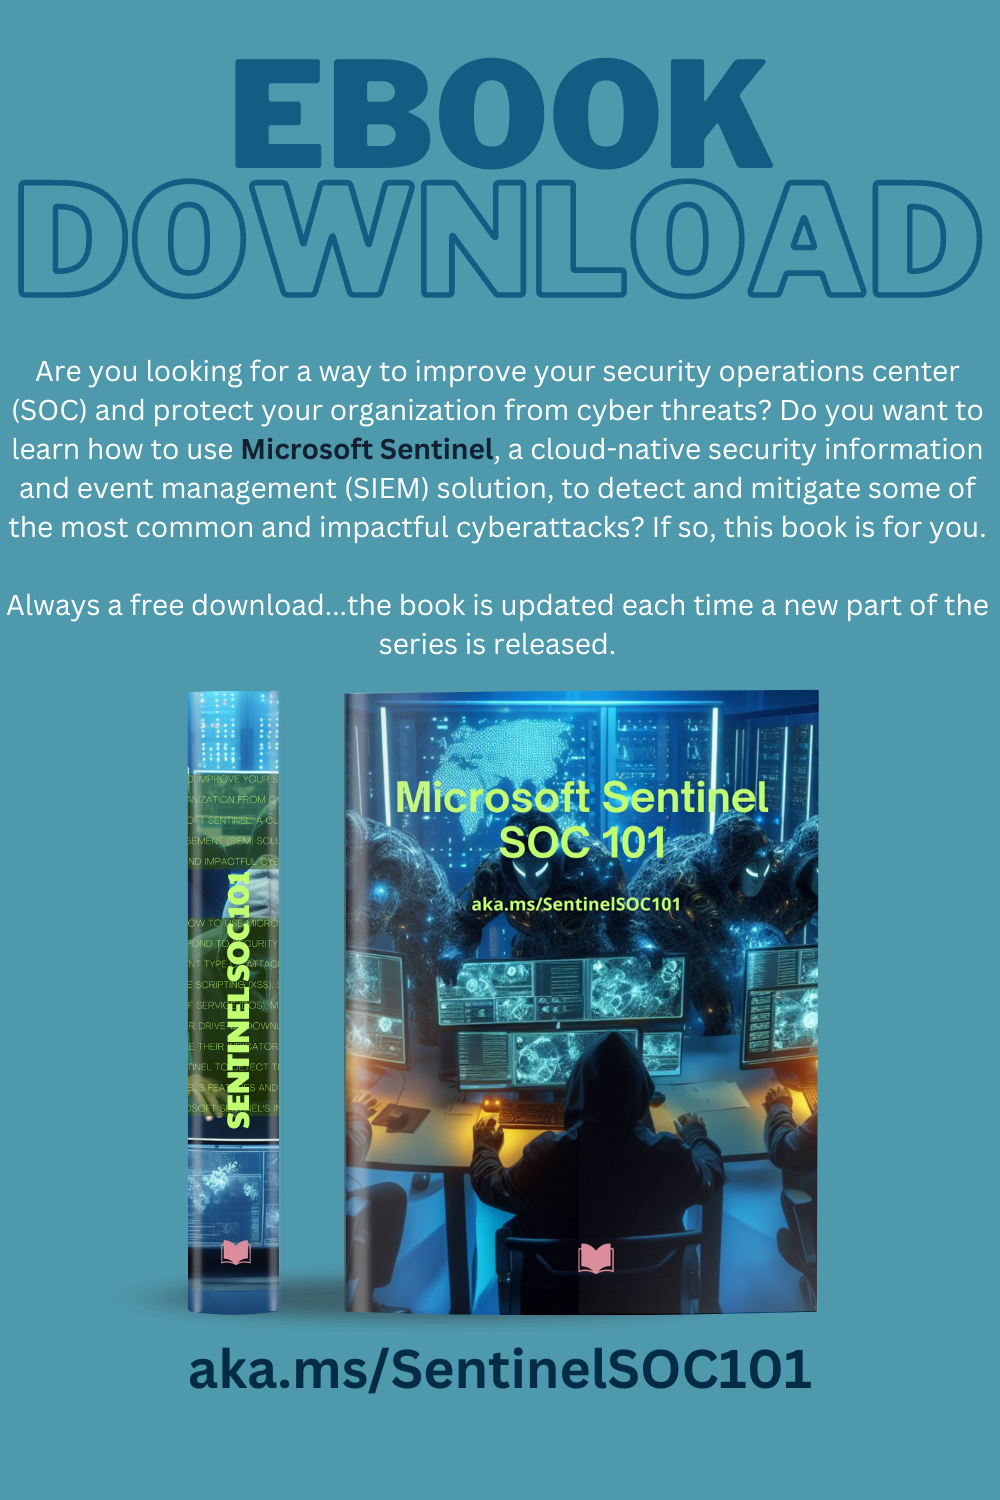 EBOOK
DOWNLOAD
Are you looking for a way to improve your security operations center
(SOC) and protect your organization from cyber threats? Do you want to
learn how to use Microsoft Sentinel, a cloud-native security information
and event management (SIEM) solution, to detect and mitigate some of
the most common and impactful cyberattacks? If so, this book is for you.
Always a free download...the book is updated each time a new part of the
series is released.
SENTINEL SOC 101
Microsoft Sentinel
SOC 101
aka.ms/SentinelSOC101
aka.ms/SentinelSOC101